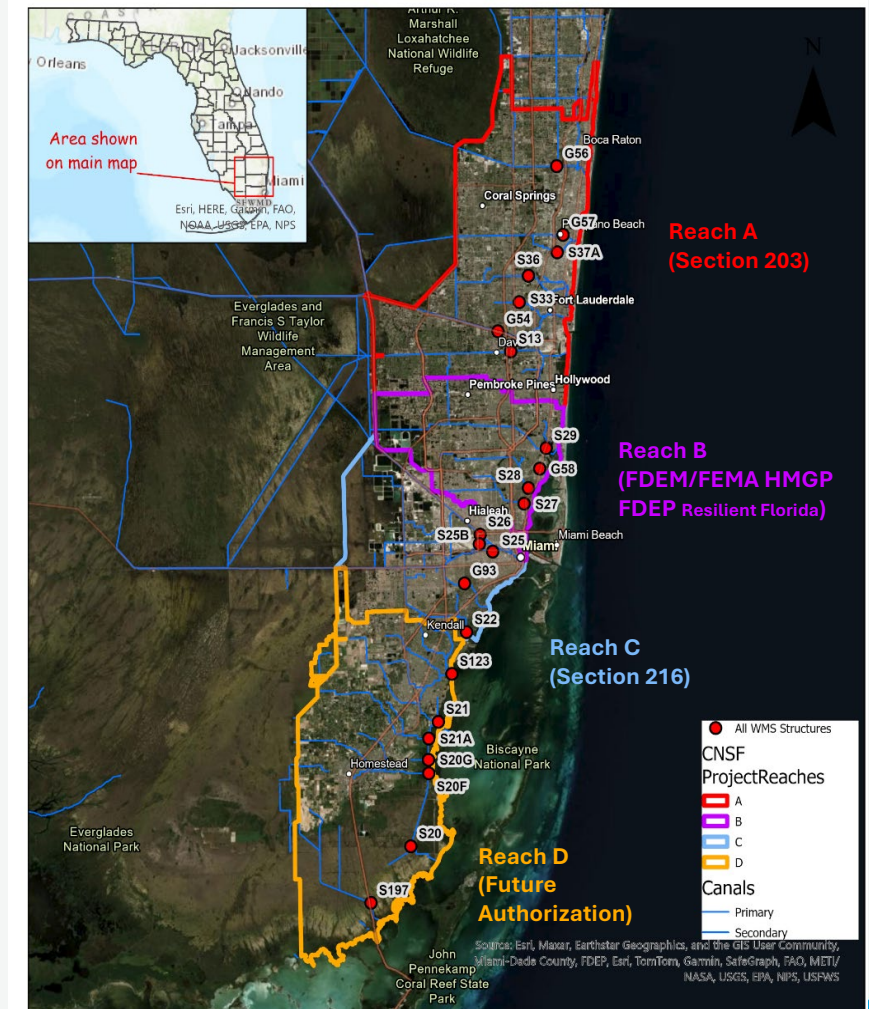 Arthur R.
Marshall
Loxahatchee
National Wildlife
Refuge
Jacksonville
Orleans
Orlando
Tampa
Area shown
on main map
Miami
SFWMD
Esri, HERE, Garmin, FAO,
NOAA, USGS, EPA, NPS
N
Boca Raton
G56
Coral Springs
G57
Pompano Beach
S37A
Reach A
(Section 203)
S36
Everglades and
Francis S Taylor
Wildlife
Management
Area
S33
Fort Lauderdale
G54
S13
Pembroke Pines
Hollywood
S29
Reach B
(FDEM/FEMA HMGP
FDEP Resilient Florida)
G58
S28
S27
Hialeah
S26
S25B
S25
Miami
Miami Beach
G93
S22
Kendall
Reach C
(Section 216)
S123
S21
S21A
Biscayne
National Park
S20G
Homestead
S20F
All WMS Structures
CNSF
ProjectReaches
A
B
C
D
Canals
Primary
Secondary
Everglades
National Park
S20
Reach D
(Future
Authorization)
S197
John
Pennekamp
Coral Reef State
Park
Source: Esri, Maxar, Earthstar Geographics, and the GIS User Community,
Miami-Dade County, FDEP, Esri, TomTom, Garmin, SafeGraph, FAO, METI/
NASA, USGS, EPA, NPS, USFWS